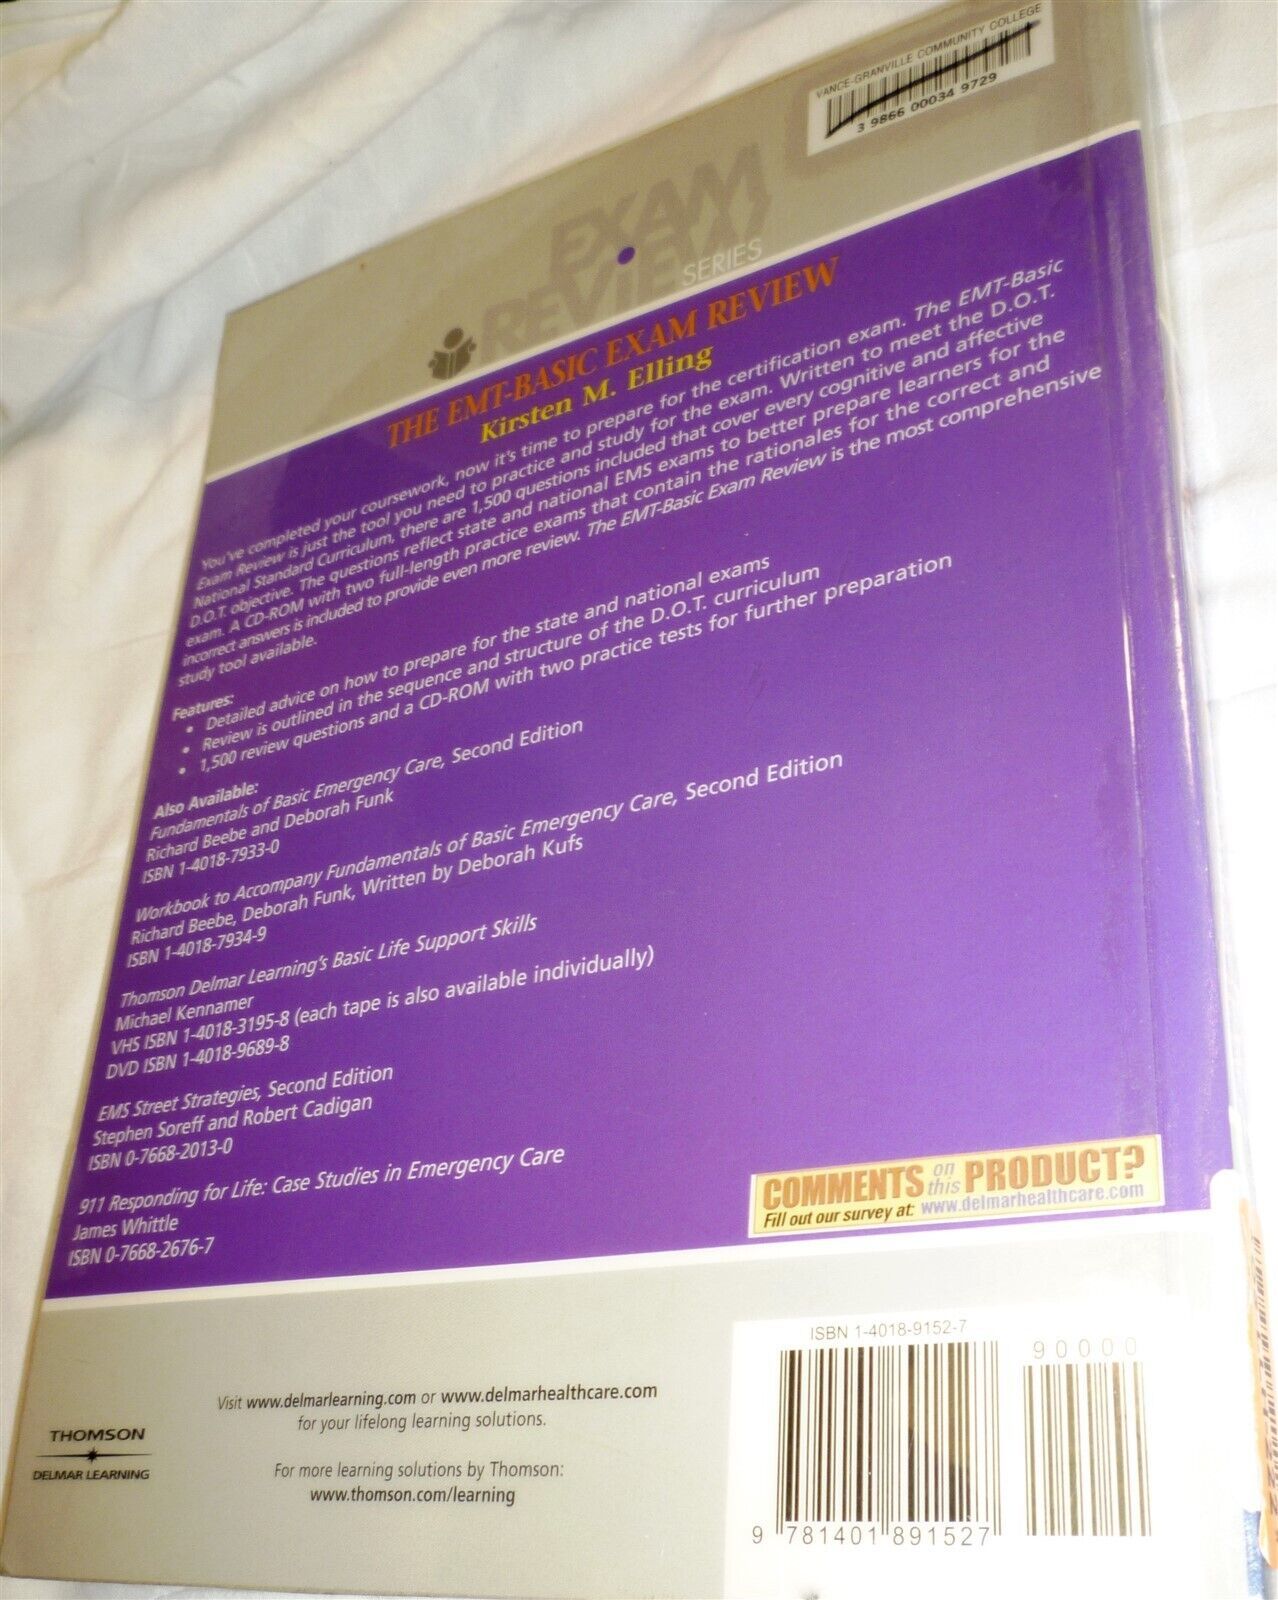 VANCE-GRANVILLE COMMUNITY COLLEGE
3 9866 00034 9729
EXAM
REVIEW
SERIES
THE EMT-BASIC EXAM REVIEW
Kirsten M. Elling
You've completed your coursework, now it's time to prepare for the certification exam. The EMT-Basic
Exam Review is just the tool you need to practice and study for the exam. Written to meet the D.O.T.
National Standard Curriculum, there are 1,500 questions included that cover every cognitive and affective
D.O.T. objective. The questions reflect state and national EMS exams to better prepare learners for the
exam. A CD-ROM with two full-length practice exams that contain the rationales for the correct and
incorrect answers is included to provide even more review. The EMT-Basic Exam Review is the most comprehensive
study tool available.
Features:
• Detailed advice on how to prepare for the state and national exams
• Review is outlined in the sequence and structure of the D.O.T. curriculum
• 1,500 review questions and a CD-ROM with two practice tests for further preparation
Also Available:
Fundamentals of Basic Emergency Care, Second Edition
Richard Beebe and Deborah Funk
ISBN 1-4018-7933-0
Workbook to Accompany Fundamentals of Basic Emergency Care, Second Edition
Richard Beebe, Deborah Funk, Written by Deborah Kufs
ISBN 1-4018-7934-9
Thomson Delmar Learning's Basic Life Support Skills
Michael Kennamer
VHS ISBN 1-4018-3195-8 (each tape is also available individually)
DVD ISBN 1-4018-9689-8
EMS Street Strategies, Second Edition
Stephen Soreff and Robert Cadigan
ISBN 0-7668-2013-0
911 Responding for Life: Case Studies in Emergency Care
James Whittle
ISBN 0-7668-2676-7
COMMENTS on this PRODUCT?
Fill out our survey at: www.delmarhealthcare.com
ISBN 1-4018-9152-7
90000
9 781401 891527
Visit www.delmarlearning.com or www.delmarhealthcare.com
for your lifelong learning solutions.
For more learning solutions by Thomson:
www.thomson.com/learning
THOMSON
DELMAR LEARNING